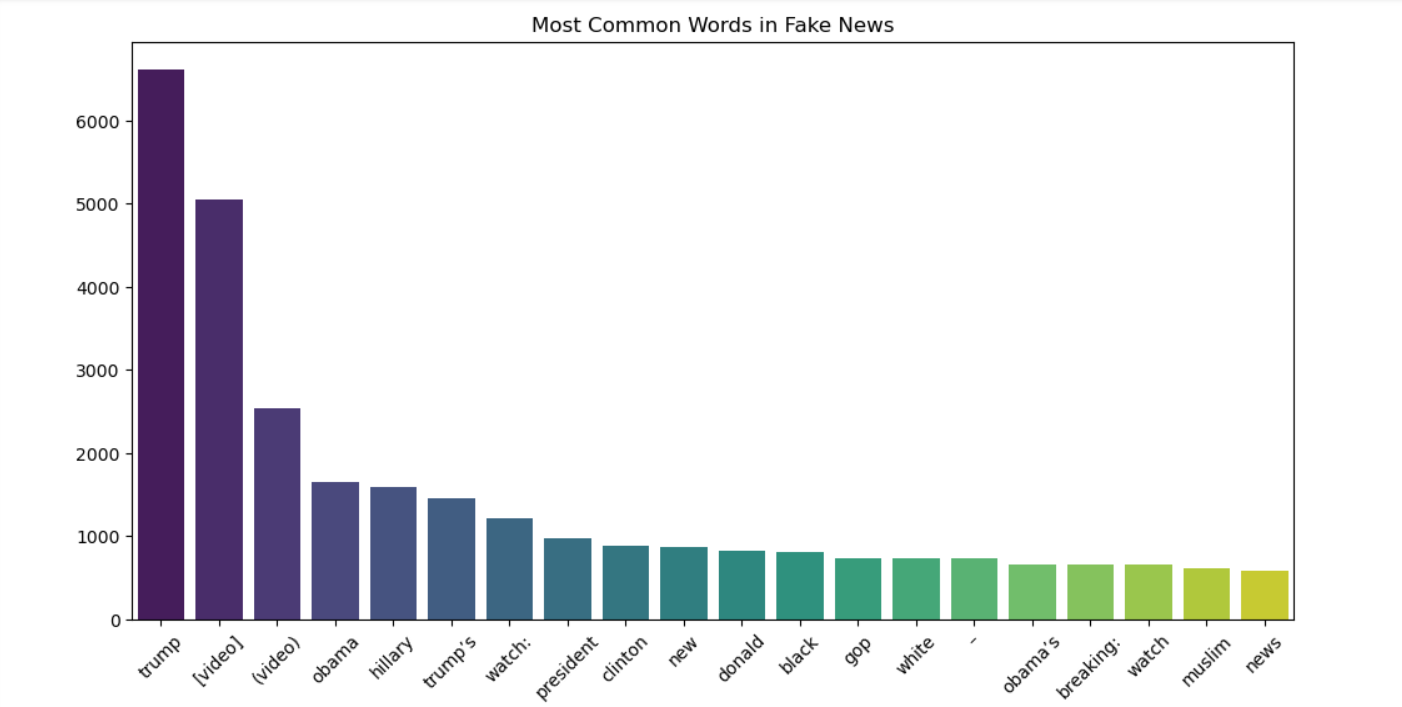 Most Common Words in Fake News
6000
5000
4000
3000
2000
1000
0
trump
[video]
(video)
obama
hillary
trump's
watch:
president
clinton
new
donald
black
gop
white
–
obama's
breaking:
watch
muslim
news